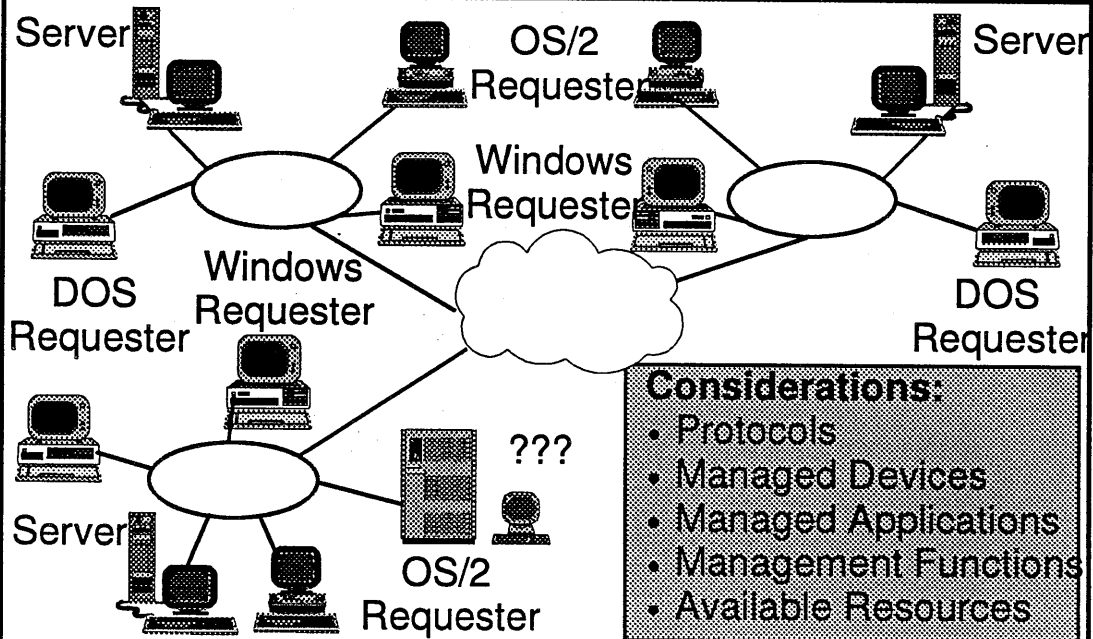 Server
OS/2
Requester
Server
Windows
Requester
DOS
Requester
Windows
Requester
DOS
Requester
Considerations:
• Protocols
• Managed Devices
• Managed Applications
• Management Functions
• Available Resources
???
Server
OS/2
Requester